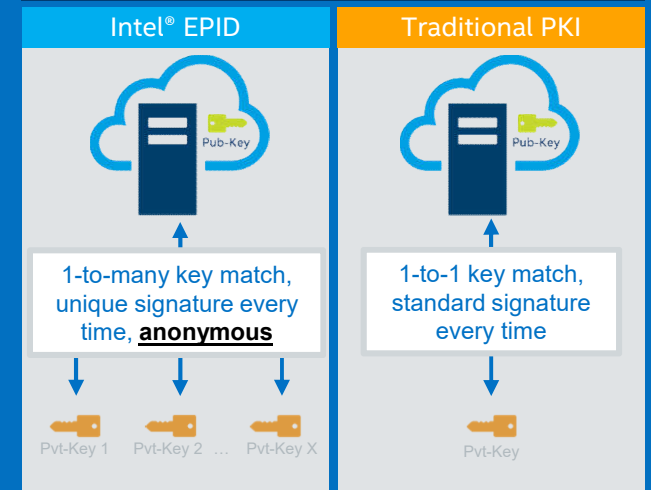 Intel® EPID
Traditional PKI
Pub-Key
Pub-Key
1-to-many key match,
unique signature every
time, anonymous
1-to-1 key match,
standard signature
every time
Pvt-Key 1
Pvt-Key 2 ...
Pvt-Key X
Pvt-Key